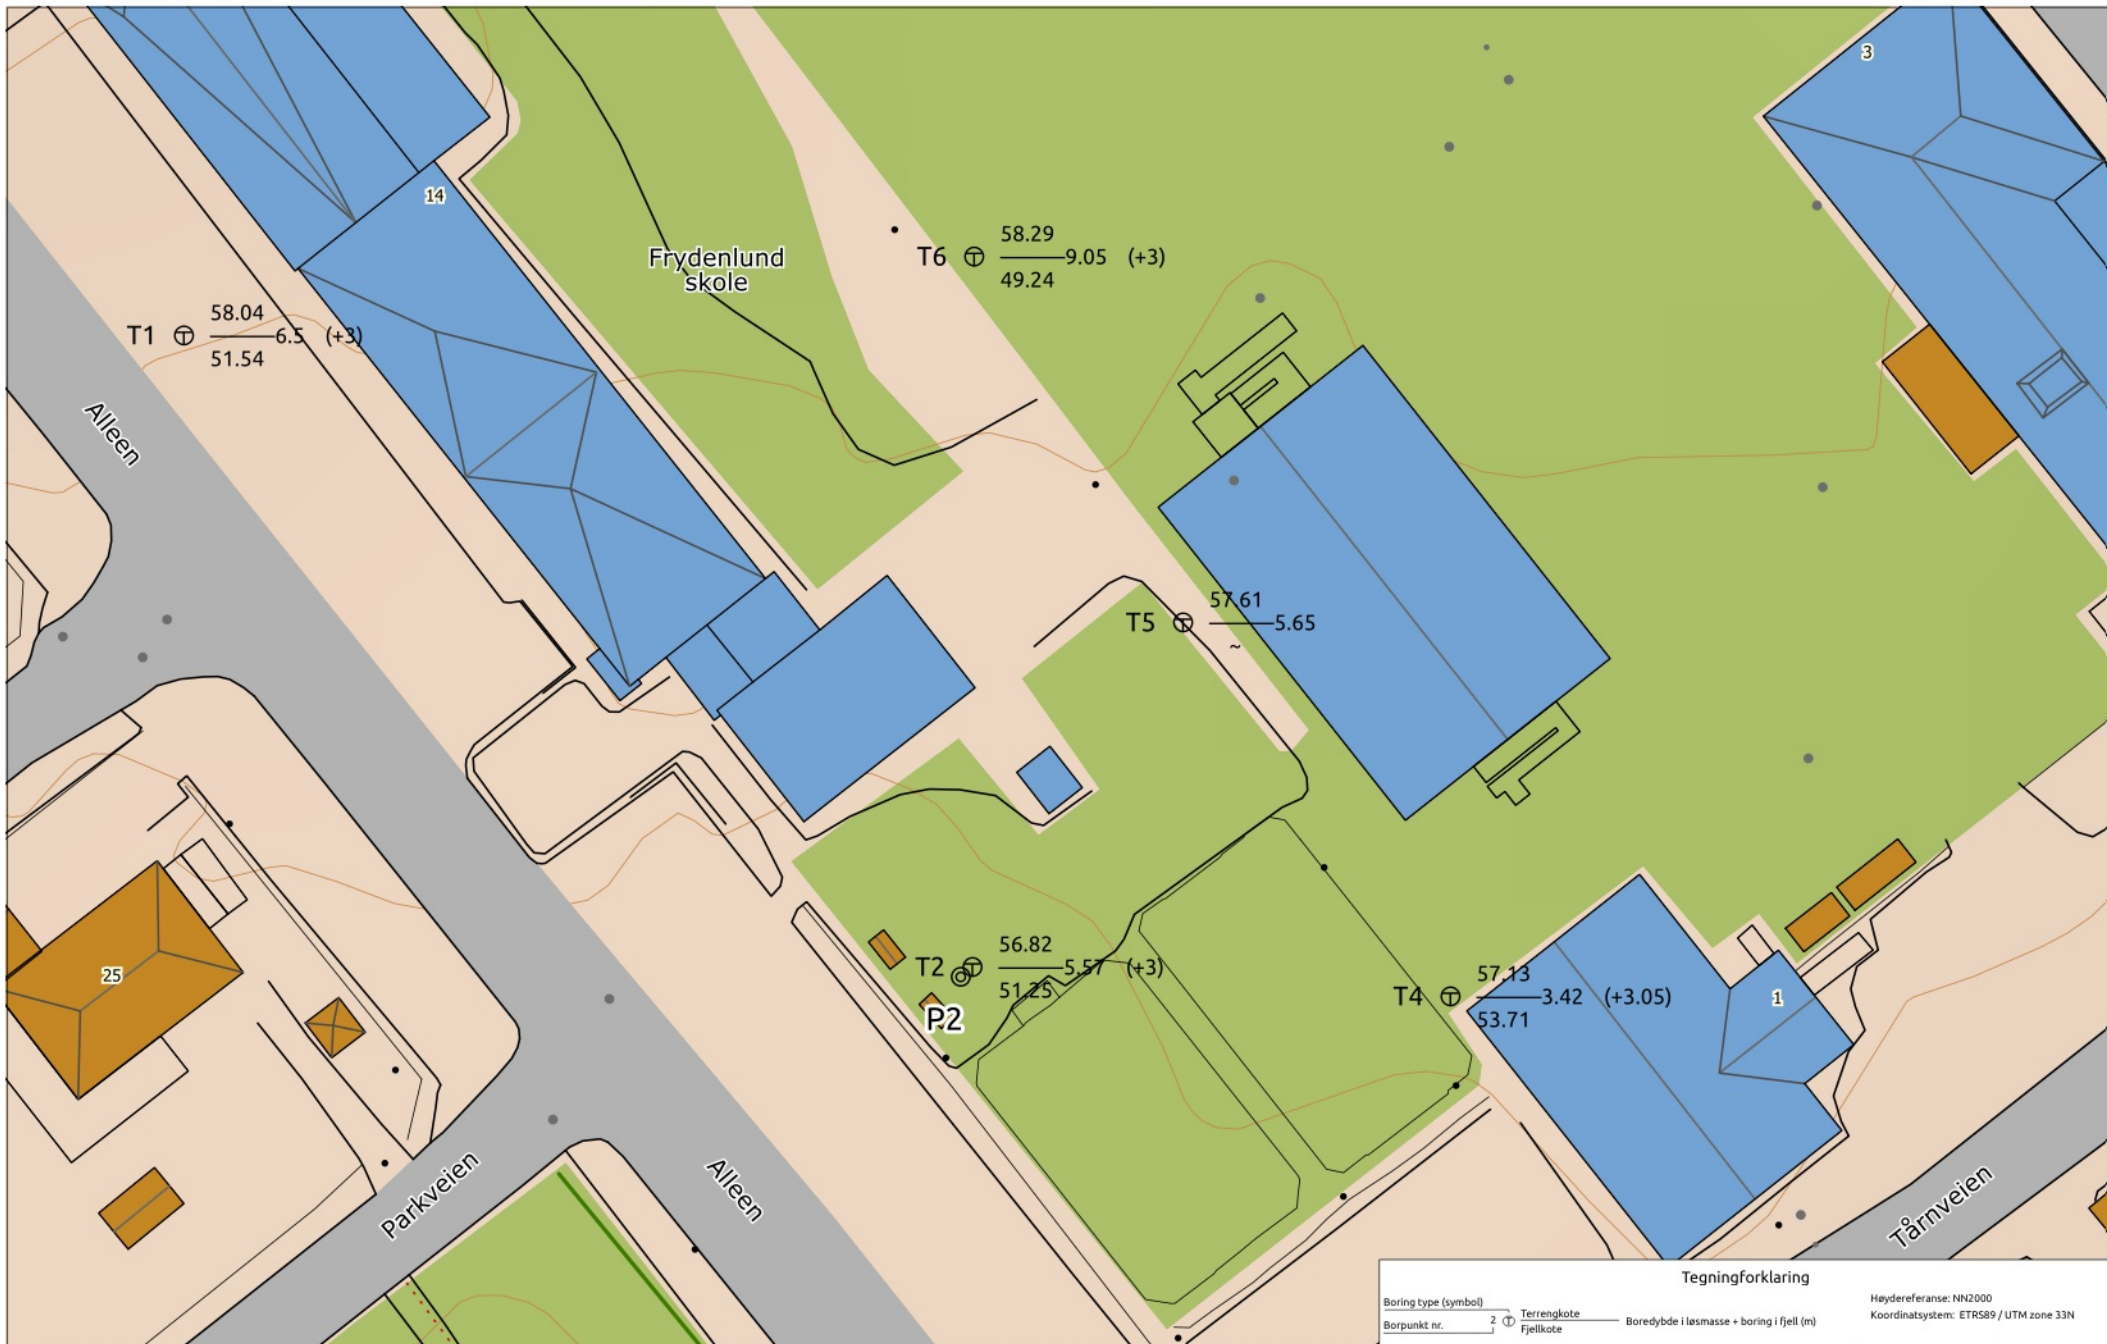 3
14
Frydenlund
skole
T6 58.29 9.05 (+3)
49.24
T1 58.04 6.5 (+3)
51.54
Alleen
T5 57.61 5.65
~
25
T2 56.82 5.57 (+3)
51.25
P2
T4 57.13 3.42 (+3.05)
53.71
1
Parkveien
Alleen
Tårnveien
Tegningforklaring
Boring type (symbol)
Borpunkt nr.
2 T Terrengkote
Fjellkote
Boredybde i løsmasse + boring i fjell (m)
Høydereferanse: NN2000
Koordinatsystem: ETRS89 / UTM zone 33N